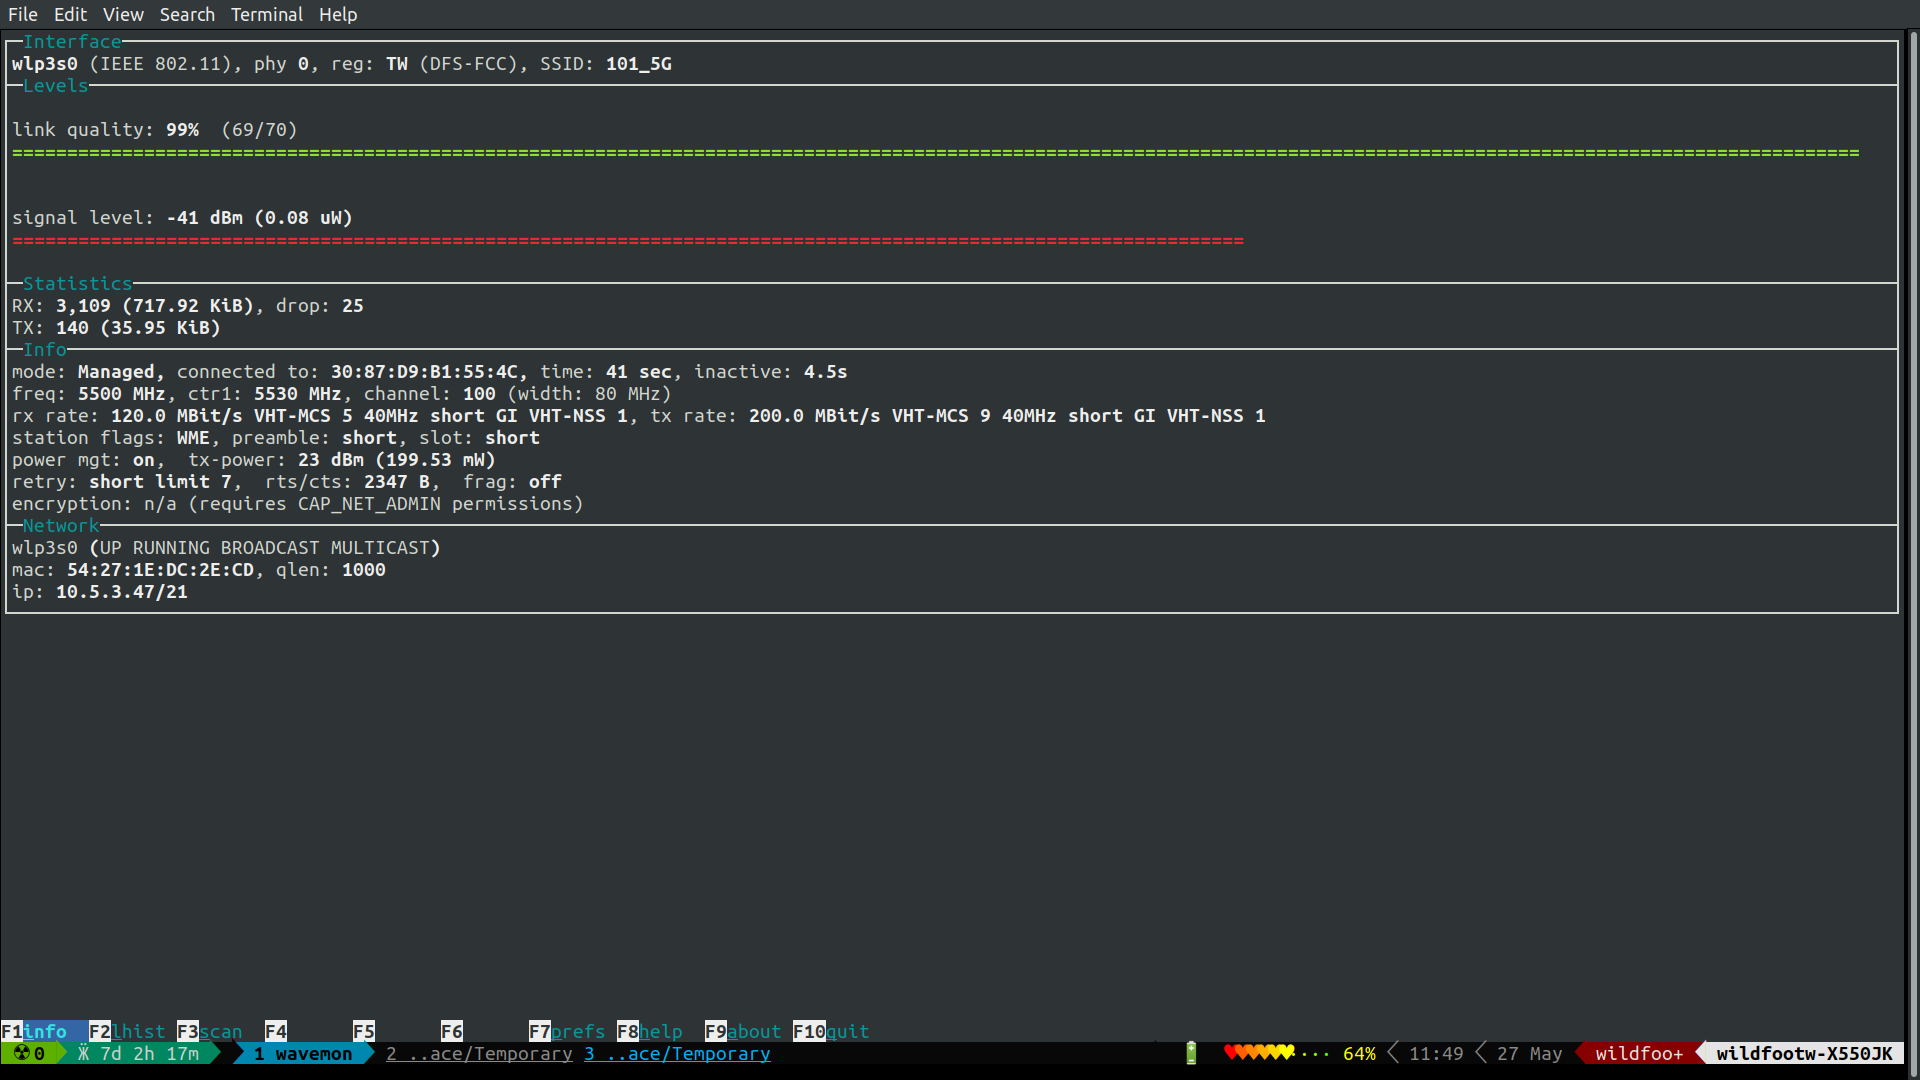 File Edit View Search Terminal Help
Interface
wlp3s0 (IEEE 802.11), phy 0, reg: TW (DFS-FCC), SSID: 101_5G
Levels
link quality: 99%  (69/70)
signal level: -41 dBm (0.08 uW)
Statistics
RX: 3,109 (717.92 KiB), drop: 25
TX: 140 (35.95 KiB)
Info
mode: Managed, connected to: 30:87:D9:B1:55:4C, time: 41 sec, inactive: 4.5s
freq: 5500 MHz, ctr1: 5530 MHz, channel: 100 (width: 80 MHz)
rx rate: 120.0 MBit/s VHT-MCS 5 40MHz short GI VHT-NSS 1, tx rate: 200.0 MBit/s VHT-MCS 9 40MHz short GI VHT-NSS 1
station flags: WME, preamble: short, slot: short
power mgt: on,  tx-power: 23 dBm (199.53 mW)
retry: short limit 7,  rts/cts: 2347 B,  frag: off
encryption: n/a (requires CAP_NET_ADMIN permissions)
Network
wlp3s0 (UP RUNNING BROADCAST MULTICAST)
mac: 54:27:1E:DC:2E:CD, qlen: 1000
ip: 10.5.3.47/21
F1info F2lhist F3scan F4 F5 F6 F7prefs F8help F9about F10quit
☢0 Ӝ 7d 2h 17m 1 wavemon 2 ..ace/Temporary 3 ..ace/Temporary 64% 11:49 27 May wildfoo+ wildfootw-X550JK